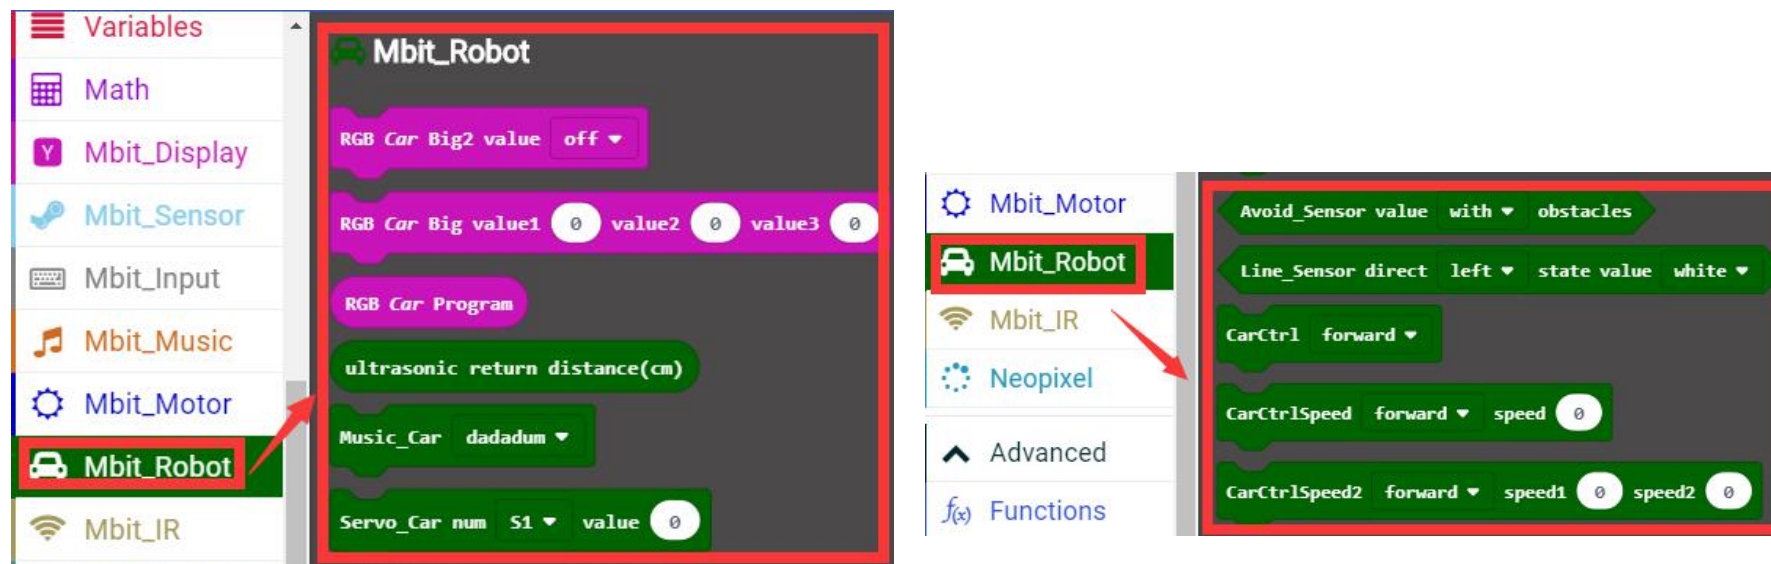 Variables
Math
Y
Mbit_Display
Mbit_Sensor
Mbit_Input
Mbit_Music
Mbit_Motor
Mbit_Robot
Mbit_IR
Mbit_Robot
RGB Car Big2 value off
RGB Car Big value1 0 value2 0 value3 0
RGB Car Program
ultrasonic return distance(cm)
Music_Car dadadum
Servo_Car num S1 value 0
Mbit_Motor
Mbit_Robot
Mbit_IR
Neopixel
Advanced
f(x) Functions
Avoid_Sensor value with obstacles
Line_Sensor direct left state value white
CarCtrl forward
CarCtrlSpeed forward speed 0
CarCtrlSpeed2 forward speed1 0 speed2 0